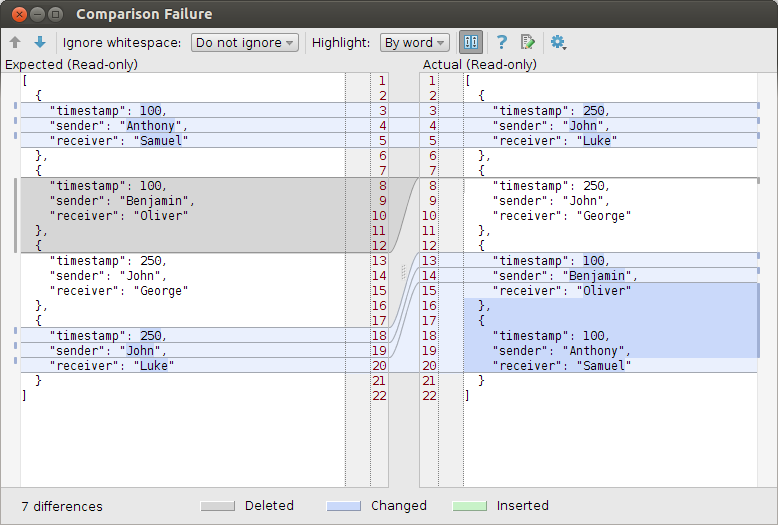 Comparison Failure
Ignore whitespace: Do not ignore Highlight: By word ?
Expected (Read-only)
[ 1
{ 2
"timestamp": 100, 3
"sender": "Anthony", 4
"receiver": "Samuel" 5
}, 6
{ 7
"timestamp": 100, 8
"sender": "Benjamin", 9
"receiver": "Oliver" 10
}, 11
{ 12
"timestamp": 250, 13
"sender": "John", 14
"receiver": "George" 15
}, 16
{ 17
"timestamp": 250, 18
"sender": "John", 19
"receiver": "Luke" 20
} 21
] 22
Actual (Read-only)
1 [
2 {
3 "timestamp": 250,
4 "sender": "John",
5 "receiver": "Luke"
6 },
7 {
8 "timestamp": 250,
9 "sender": "John",
10 "receiver": "George"
11 },
12 {
13 "timestamp": 100,
14 "sender": "Benjamin",
15 "receiver": "Oliver"
16 },
17 {
18 "timestamp": 100,
19 "sender": "Anthony",
20 "receiver": "Samuel"
21 }
22 ]
7 differences Deleted Changed Inserted